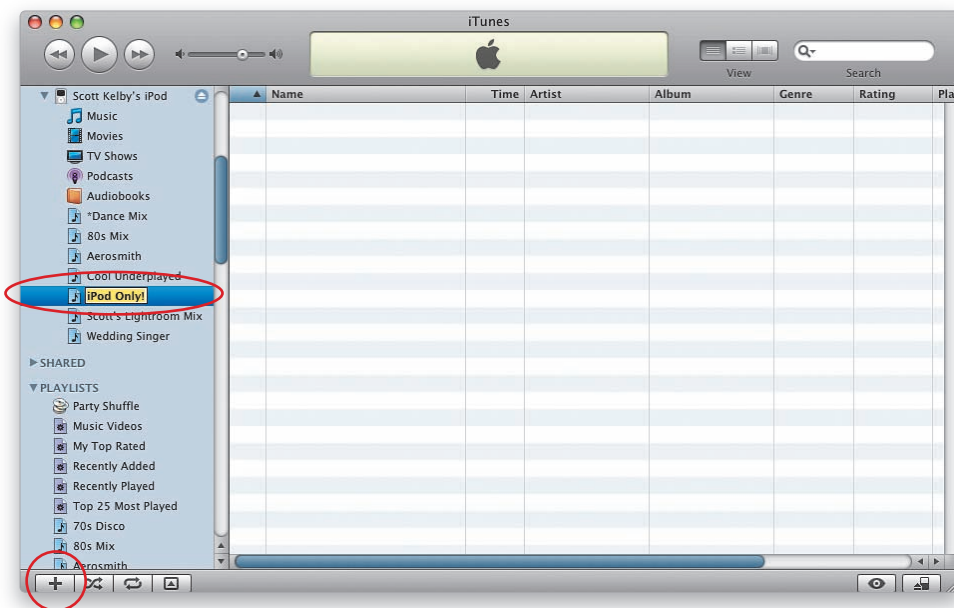 iTunes
View
Search
Scott Kelby's iPod
Name Time Artist Album Genre Rating Pla
Music
Movies
TV Shows
Podcasts
Audiobooks
*Dance Mix
80s Mix
Aerosmith
Cool Underplayed
iPod Only!
Scott's Lightroom Mix
Wedding Singer
SHARED
PLAYLISTS
Party Shuffle
Music Videos
My Top Rated
Recently Added
Recently Played
Top 25 Most Played
70s Disco
80s Mix
Aerosmith